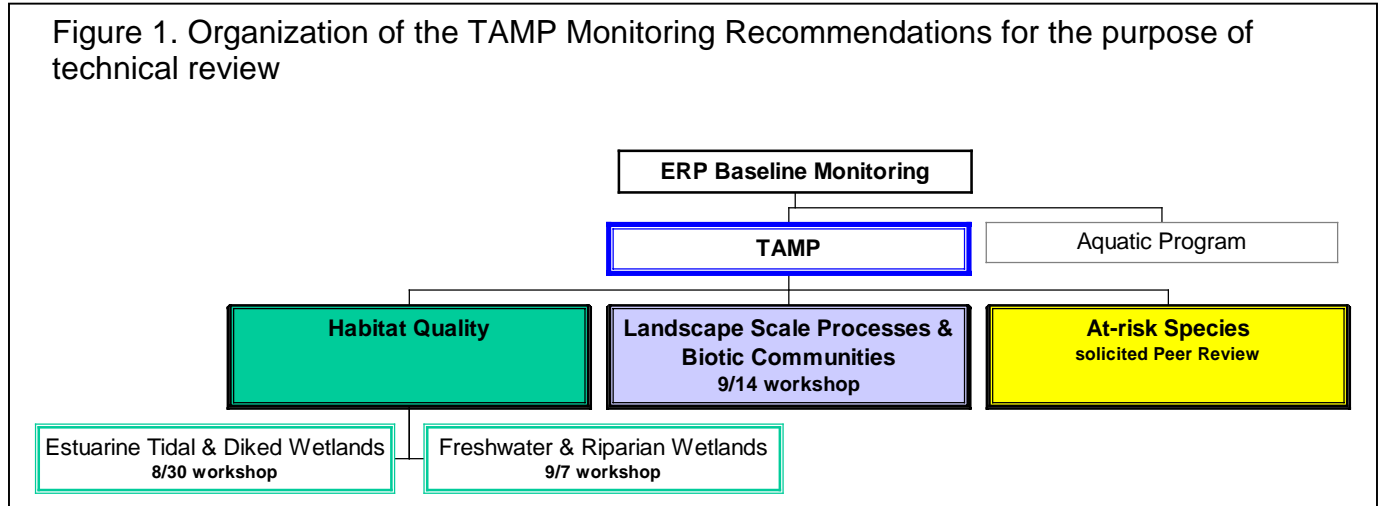 Figure 1. Organization of the TAMP Monitoring Recommendations for the purpose of
technical review
ERP Baseline Monitoring
TAMP
Aquatic Program
Habitat Quality
Landscape Scale Processes &
Biotic Communities
9/14 workshop
At-risk Species
solicited Peer Review
Estuarine Tidal & Diked Wetlands
8/30 workshop
Freshwater & Riparian Wetlands
9/7 workshop